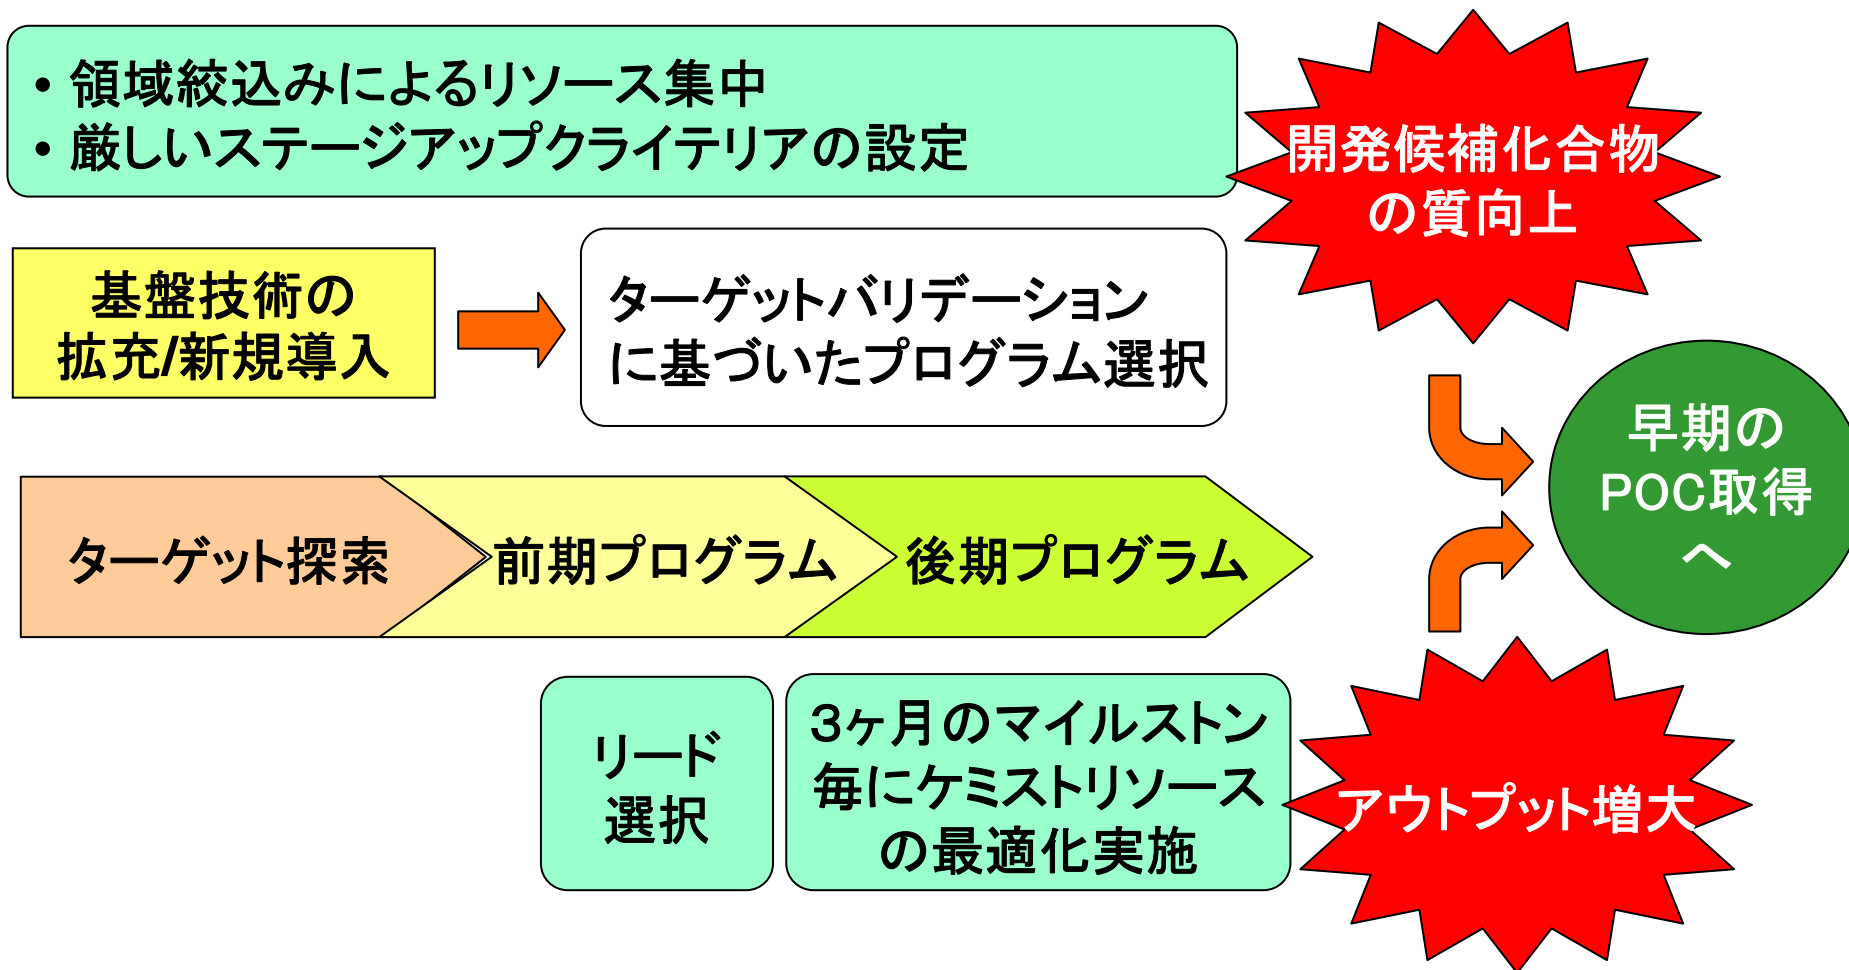 • 領域絞込みによるリソース集中
• 厳しいステージアップクライテリアの設定
開発候補化合物
の質向上
基盤技術の
拡充/新規導入
ターゲットバリデーション
に基づいたプログラム選択
早期の
POC取得
へ
ターゲット探索
前期プログラム
後期プログラム
リード
選択
3ヶ月のマイルストン
毎にケミストリソース
の最適化実施
アウトプット増大